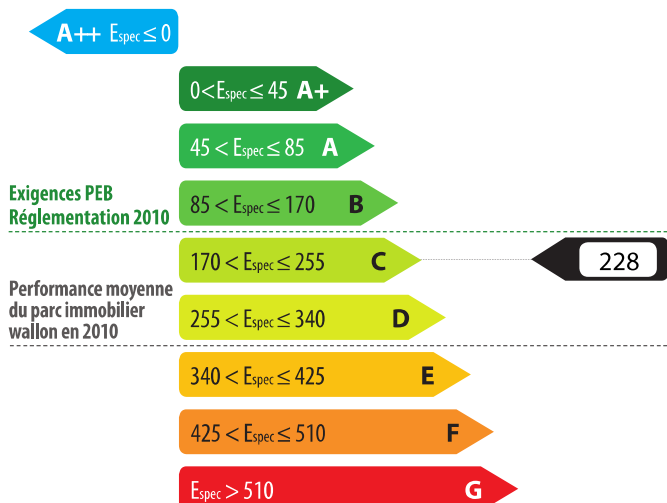 A++ Espec ≤ 0
0 < Espec ≤ 45 A+
45 < Espec ≤ 85 A
Exigences PEB
Réglementation 2010
85 < Espec ≤ 170 B
170 < Espec ≤ 255 C
228
Performance moyenne
du parc immobilier
wallon en 2010
255 < Espec ≤ 340 D
340 < Espec ≤ 425 E
425 < Espec ≤ 510 F
Espec > 510 G